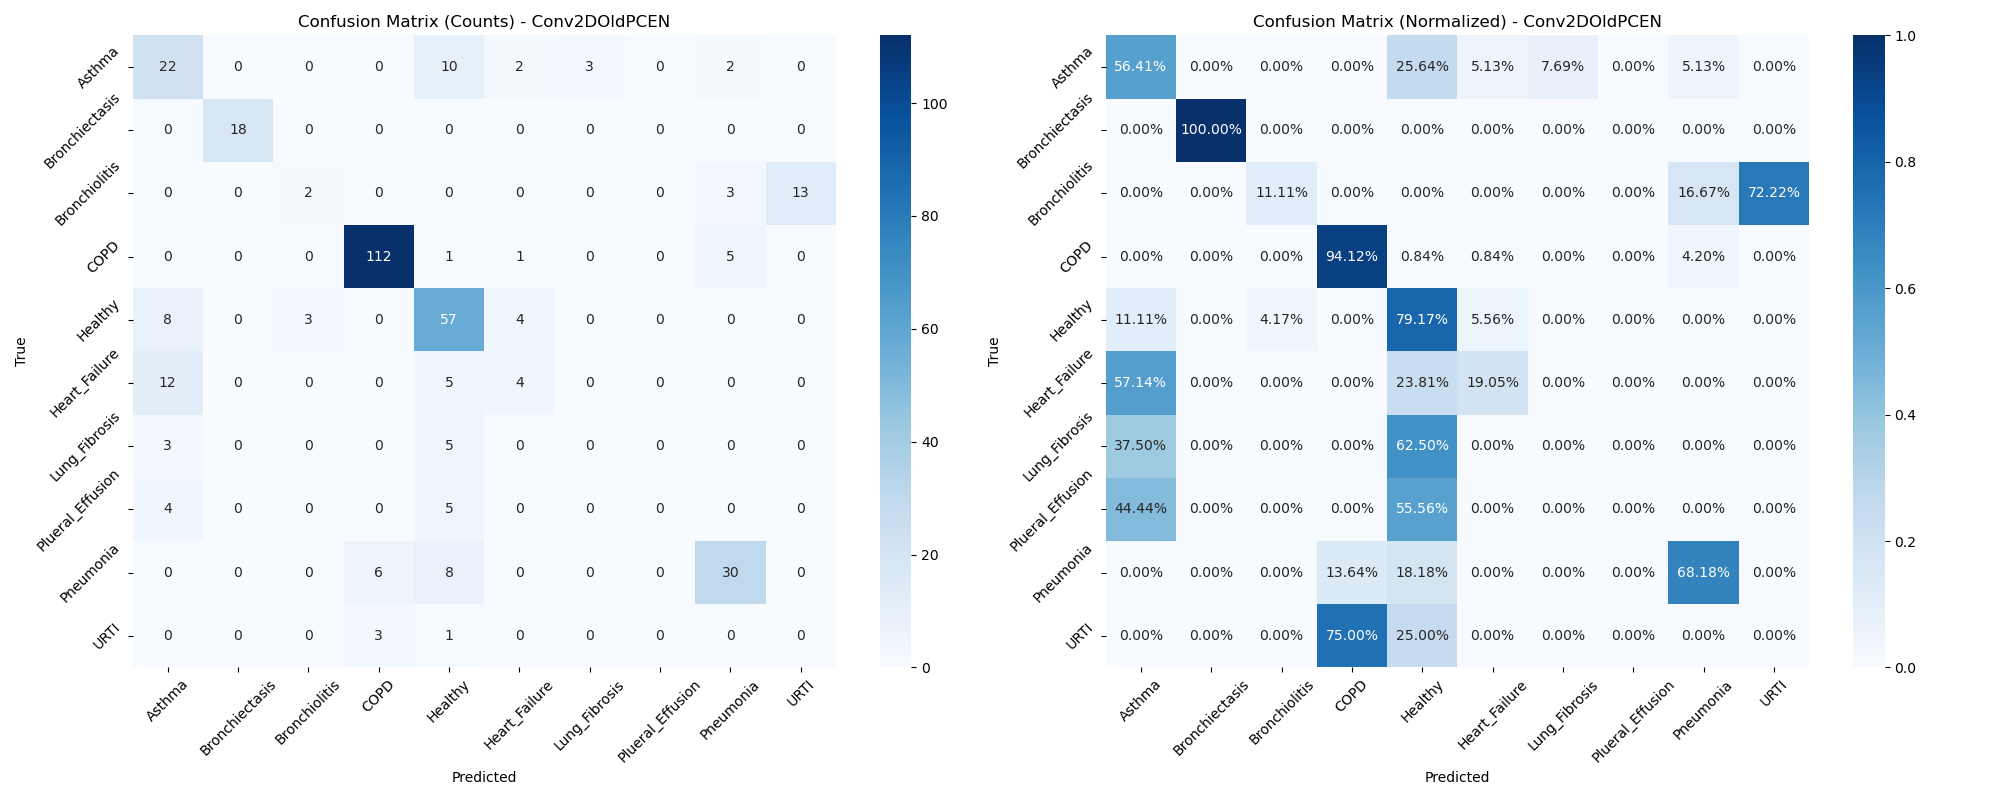 Confusion Matrix (Counts) - Conv2DOldPCEN
Asthma 22 0 0 0 10 2 3 0 2 0
Bronchiectasis 0 18 0 0 0 0 0 0 0 0
Bronchiolitis 0 0 2 0 0 0 0 0 3 13
COPD 0 0 0 112 1 1 0 0 5 0
Healthy 8 0 3 0 57 4 0 0 0 0
Heart_Failure 12 0 0 0 5 4 0 0 0 0
Lung_Fibrosis 3 0 0 0 5 0 0 0 0 0
Plueral_Effusion 4 0 0 0 5 0 0 0 0 0
Pneumonia 0 0 0 6 8 0 0 0 30 0
URTI 0 0 0 3 1 0 0 0 0 0
True
Asthma Bronchiectasis Bronchiolitis COPD Healthy Heart_Failure Lung_Fibrosis Plueral_Effusion Pneumonia URTI
Predicted
100
80
60
40
20
0
Confusion Matrix (Normalized) - Conv2DOldPCEN
Asthma 56.41% 0.00% 0.00% 0.00% 25.64% 5.13% 7.69% 0.00% 5.13% 0.00%
Bronchiectasis 0.00% 100.00% 0.00% 0.00% 0.00% 0.00% 0.00% 0.00% 0.00% 0.00%
Bronchiolitis 0.00% 0.00% 11.11% 0.00% 0.00% 0.00% 0.00% 0.00% 16.67% 72.22%
COPD 0.00% 0.00% 0.00% 94.12% 0.84% 0.84% 0.00% 0.00% 4.20% 0.00%
Healthy 11.11% 0.00% 4.17% 0.00% 79.17% 5.56% 0.00% 0.00% 0.00% 0.00%
Heart_Failure 57.14% 0.00% 0.00% 0.00% 23.81% 19.05% 0.00% 0.00% 0.00% 0.00%
Lung_Fibrosis 37.50% 0.00% 0.00% 0.00% 62.50% 0.00% 0.00% 0.00% 0.00% 0.00%
Plueral_Effusion 44.44% 0.00% 0.00% 0.00% 55.56% 0.00% 0.00% 0.00% 0.00% 0.00%
Pneumonia 0.00% 0.00% 0.00% 13.64% 18.18% 0.00% 0.00% 0.00% 68.18% 0.00%
URTI 0.00% 0.00% 0.00% 75.00% 25.00% 0.00% 0.00% 0.00% 0.00% 0.00%
True
Asthma Bronchiectasis Bronchiolitis COPD Healthy Heart_Failure Lung_Fibrosis Plueral_Effusion Pneumonia URTI
Predicted
1.0
0.8
0.6
0.4
0.2
0.0